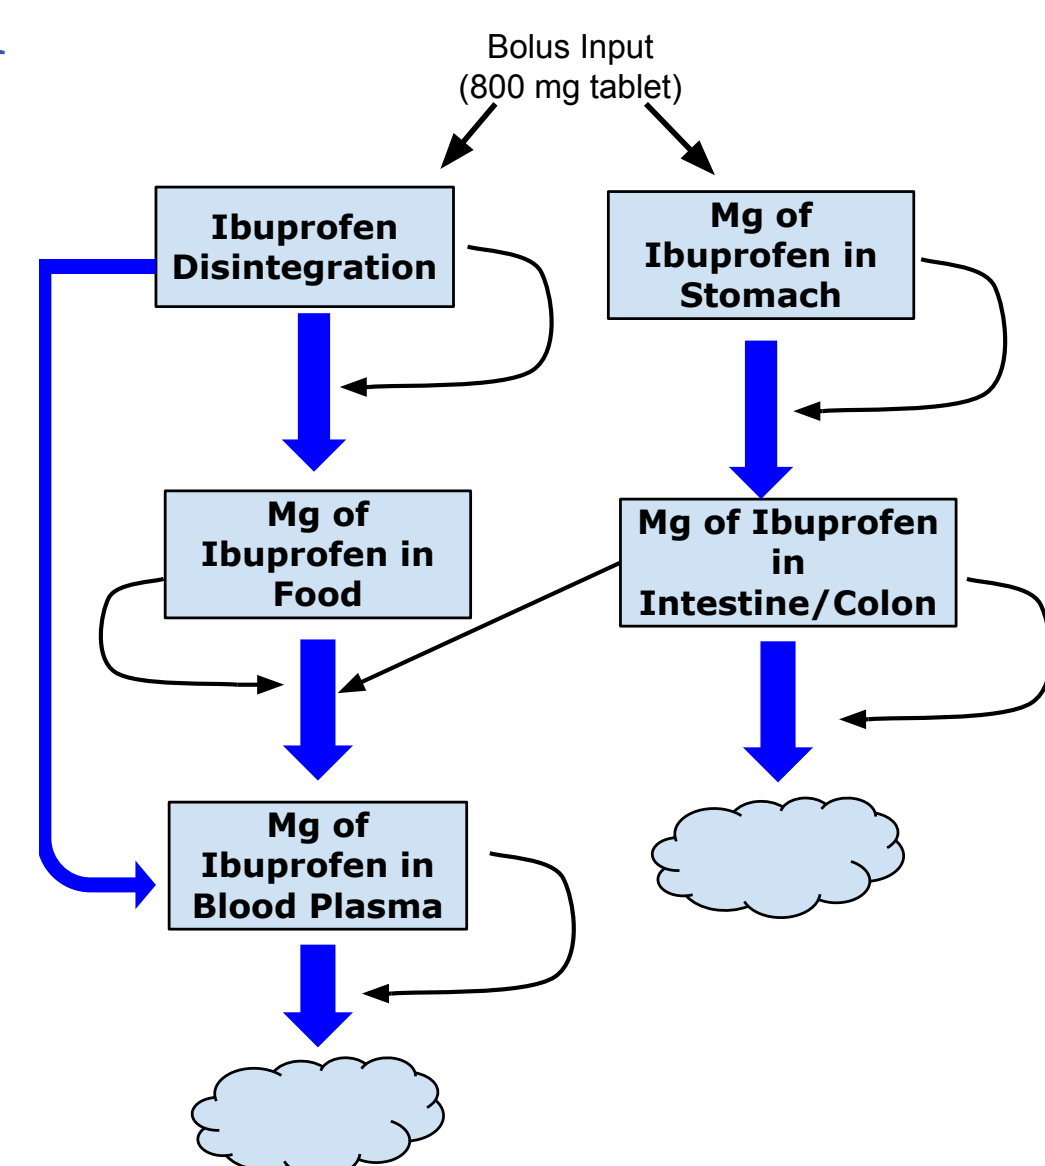 Bolus Input
(800 mg tablet)
Ibuprofen
Disintegration
Mg of
Ibuprofen in
Stomach
Mg of
Ibuprofen in
Food
Mg of Ibuprofen
in
Intestine/Colon
Mg of
Ibuprofen in
Blood Plasma